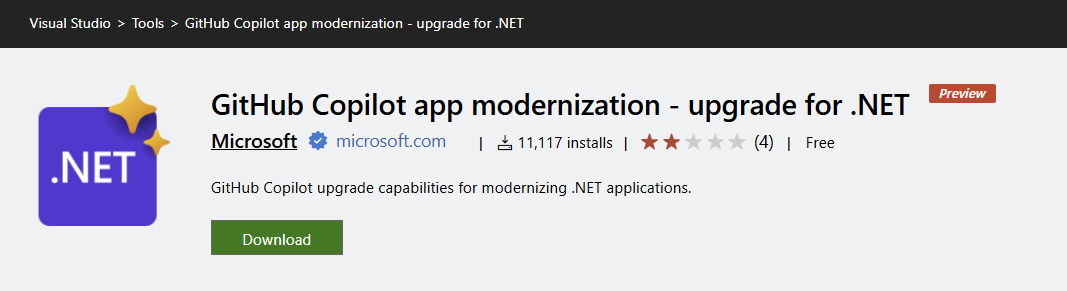 Visual Studio > Tools > GitHub Copilot app modernization - upgrade for .NET
.NET
GitHub Copilot app modernization - upgrade for .NET Preview
Microsoft microsoft.com | 11,117 installs | (4) | Free
GitHub Copilot upgrade capabilities for modernizing .NET applications.
Download